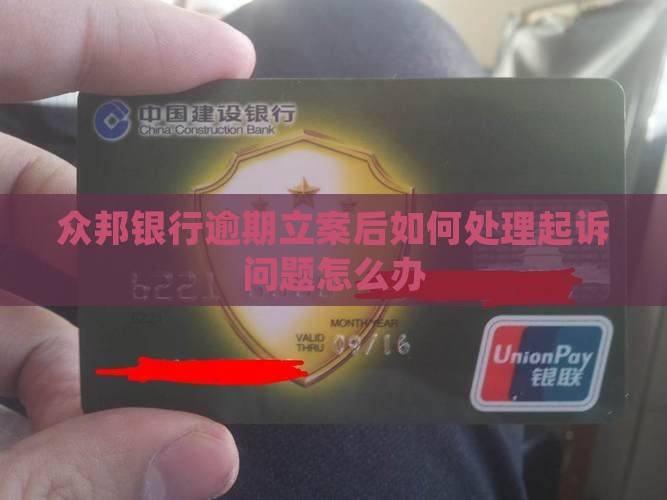 中国建设银行
China Construction Bank
众邦银行逾期立案后如何处理起诉
问题怎么办
6221
6221
MONTH/YEAR
VALID
THRU 09/16
UnionPay
银联